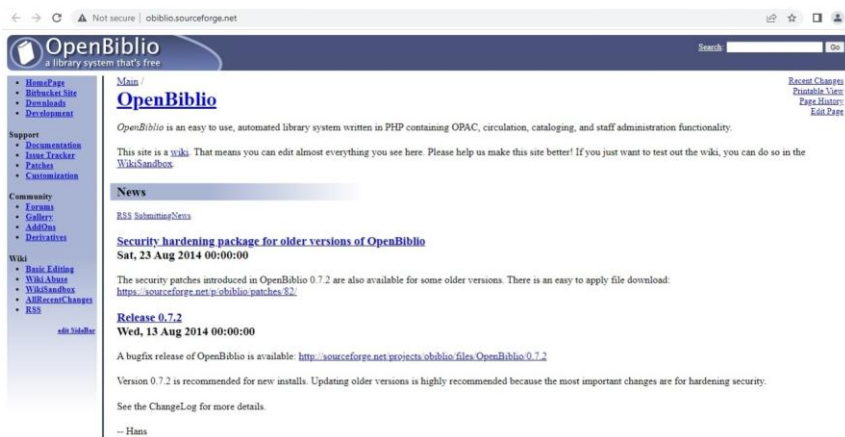 Not secure | obiblio.sourceforge.net
OpenBiblio
a library system that's free
Search:
Go
HomePage
Bitbucket Site
Downloads
Development
Support
Documentation
Issue Tracker
Patches
Customization
Community
Forums
Gallery
AddOns
Derivatives
Wiki
Basic Editing
WikiAbuse
WikiSandbox
AllRecentChanges
RSS
edit SideBar
Main /
OpenBiblio
Recent Changes
Printable View
Page History
Edit Page
OpenBiblio is an easy to use, automated library system written in PHP containing OPAC, circulation, cataloging, and staff administration functionality.
This site is a wiki. That means you can edit almost everything you see here. Please help us make this site better! If you just want to test out the wiki, you can do so in the
WikiSandbox.
News
RSS SubmittingNews
Security hardening package for older versions of OpenBiblio
Sat, 23 Aug 2014 00:00:00
The security patches introduced in OpenBiblio 0.7.2 are also available for some older versions. There is an easy to apply file download:
https://sourceforge.net/p/obiblio/patches/82/
Release 0.7.2
Wed, 13 Aug 2014 00:00:00
A bugfix release of OpenBiblio is available: http://sourceforge.net/projects/obiblio/files/OpenBiblio/0.7.2
Version 0.7.2 is recommended for new installs. Updating older versions is highly recommended because the most important changes are for hardening security.
See the ChangeLog for more details.
-- Hans